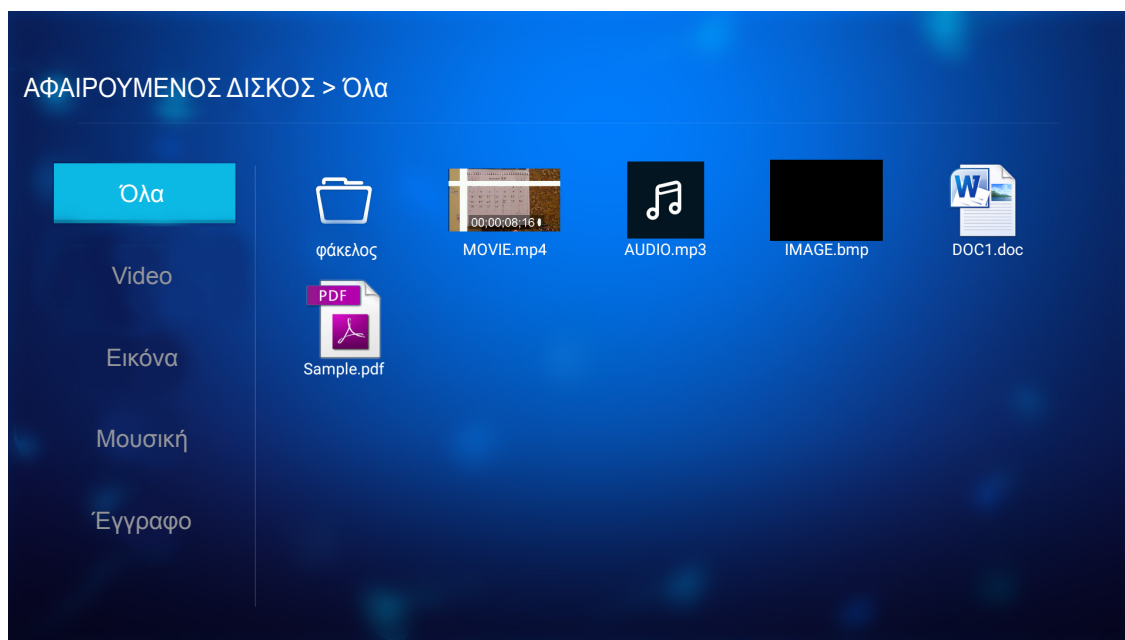 ΑΦΑΙΡΟΥΜΕΝΟΣ ΔΙΣΚΟΣ > Όλα
Όλα
Video
Εικόνα
Μουσική
Έγγραφο
φάκελος
00;00;08;16
MOVIE.mp4
AUDIO.mp3
IMAGE.bmp
W
DOC1.doc
PDF
Sample.pdf